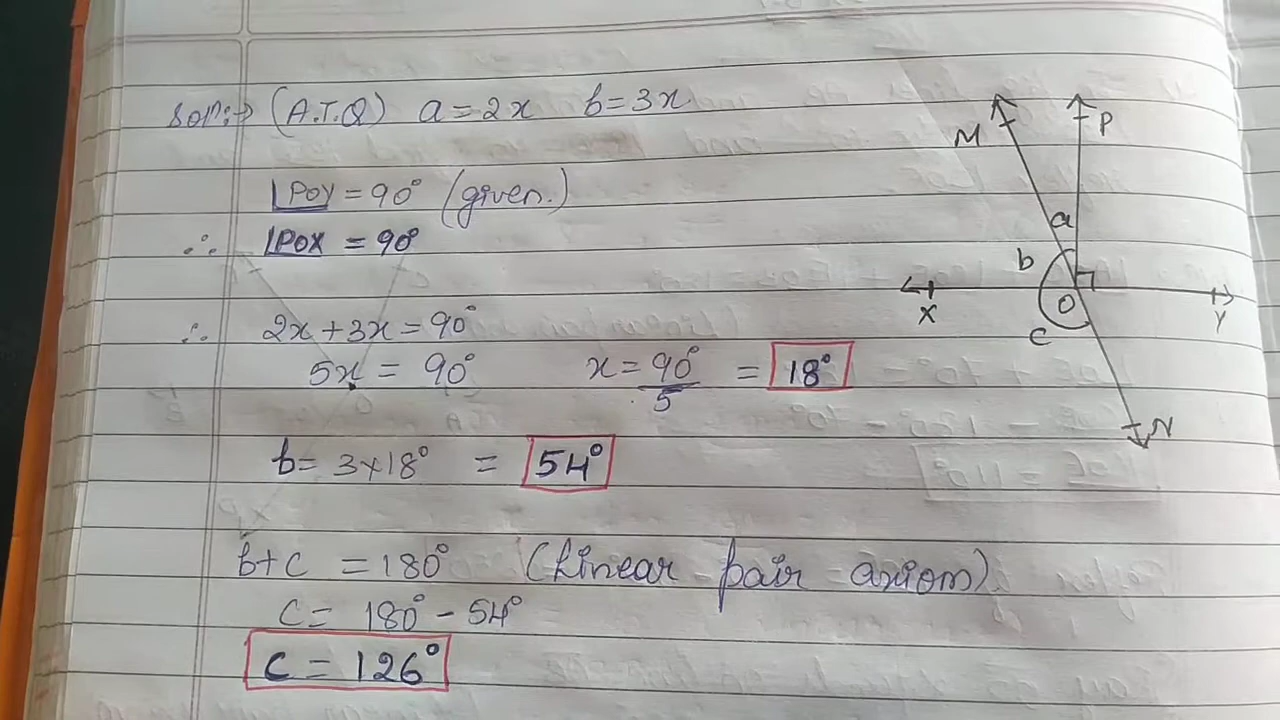 Soln:→ (A.T.Q) a = 2x b = 3x
∠POY = 90° (given.)
∴ ∠POX = 90°
∴ 2x + 3x = 90°
5x = 90° x = 90°/5 = 18°
b = 3×18° = 54°
b+c = 180° (Linear pair axiom)
c = 180° - 54°
c = 126°
M P
a
b
X O Y
c
N